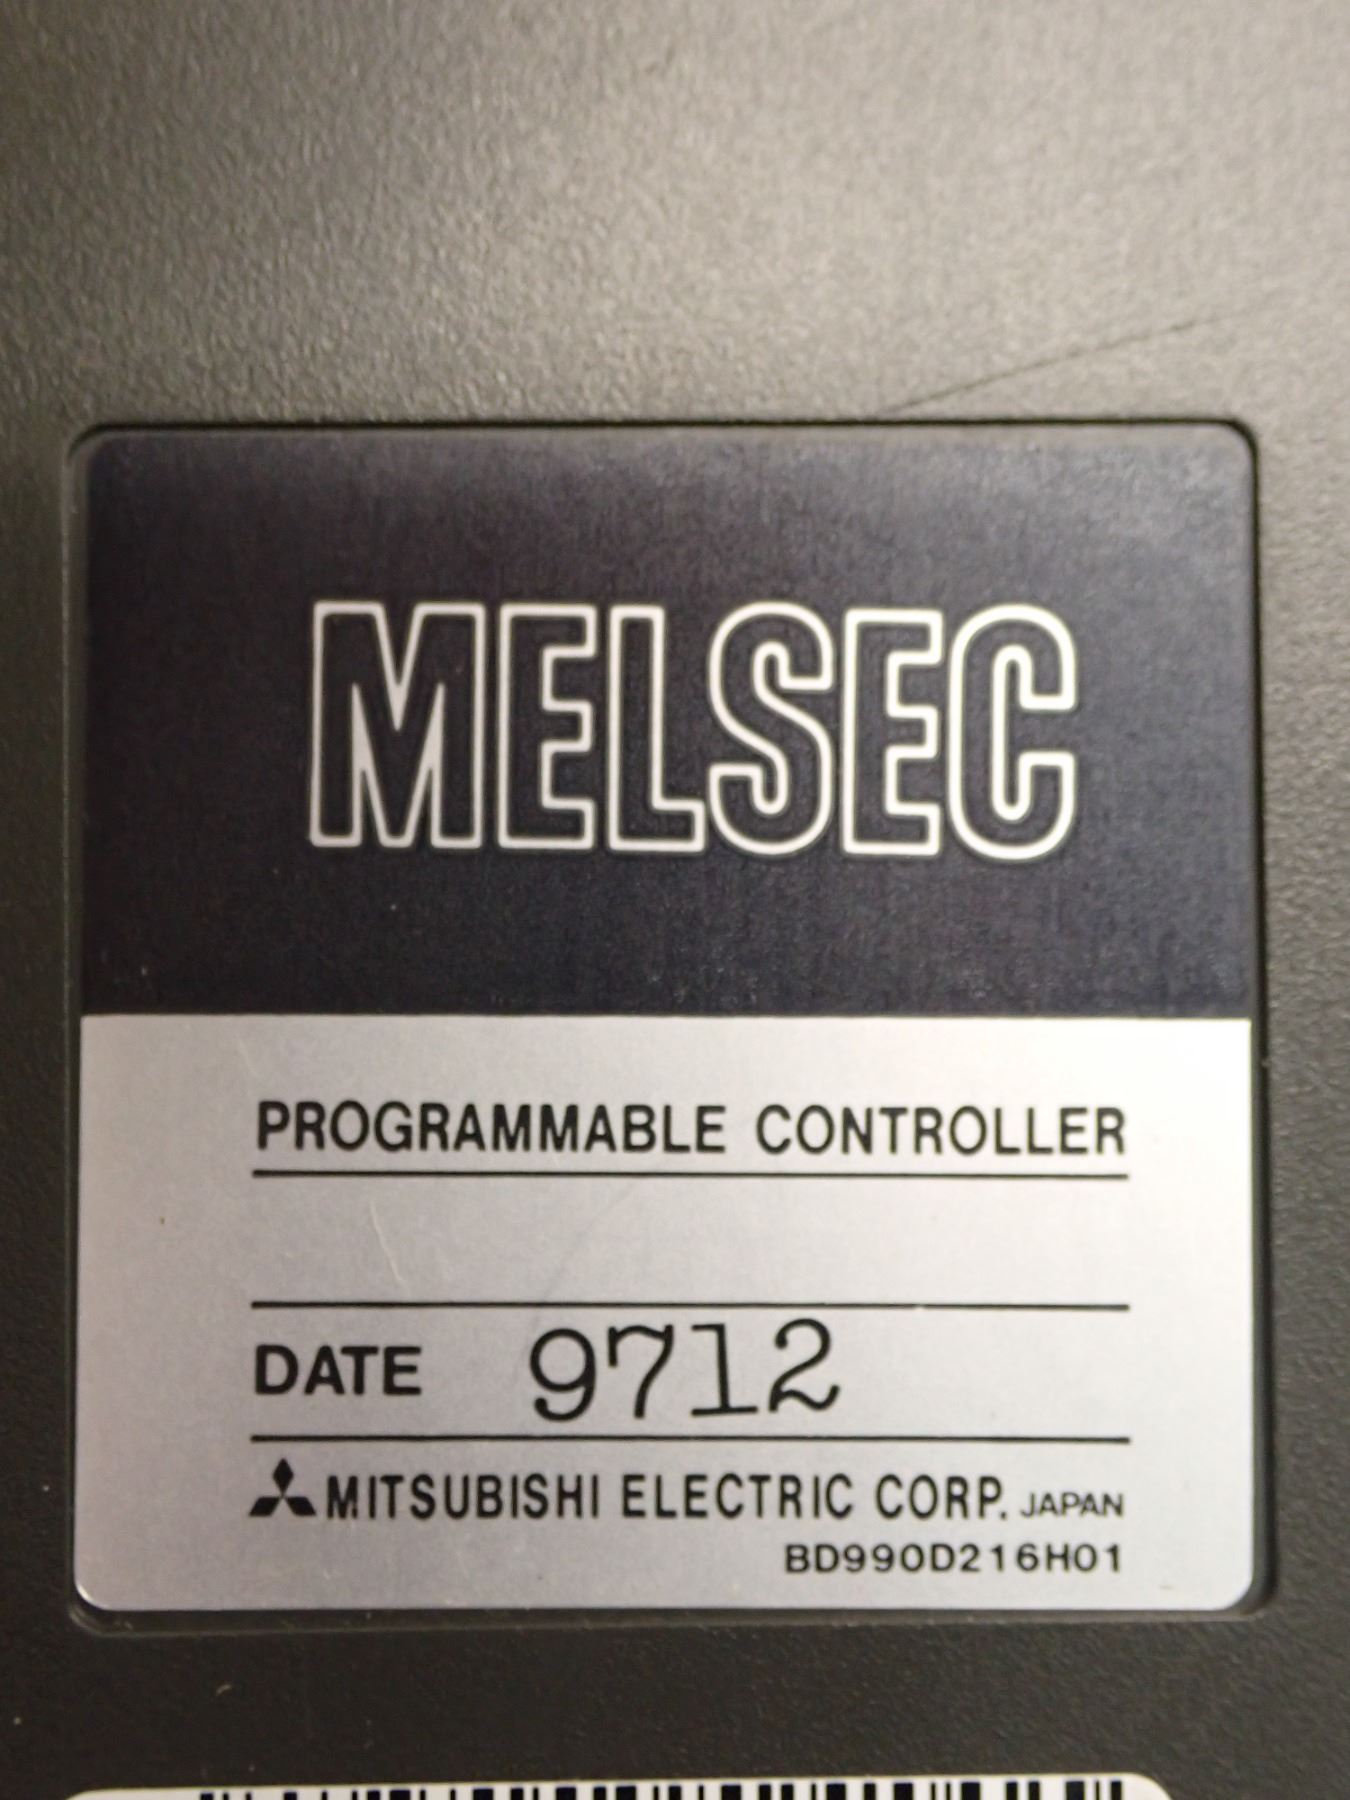 MELSEC
PROGRAMMABLE CONTROLLER
DATE 9712
MITSUBISHI ELECTRIC CORP. JAPAN
BD990D216H01